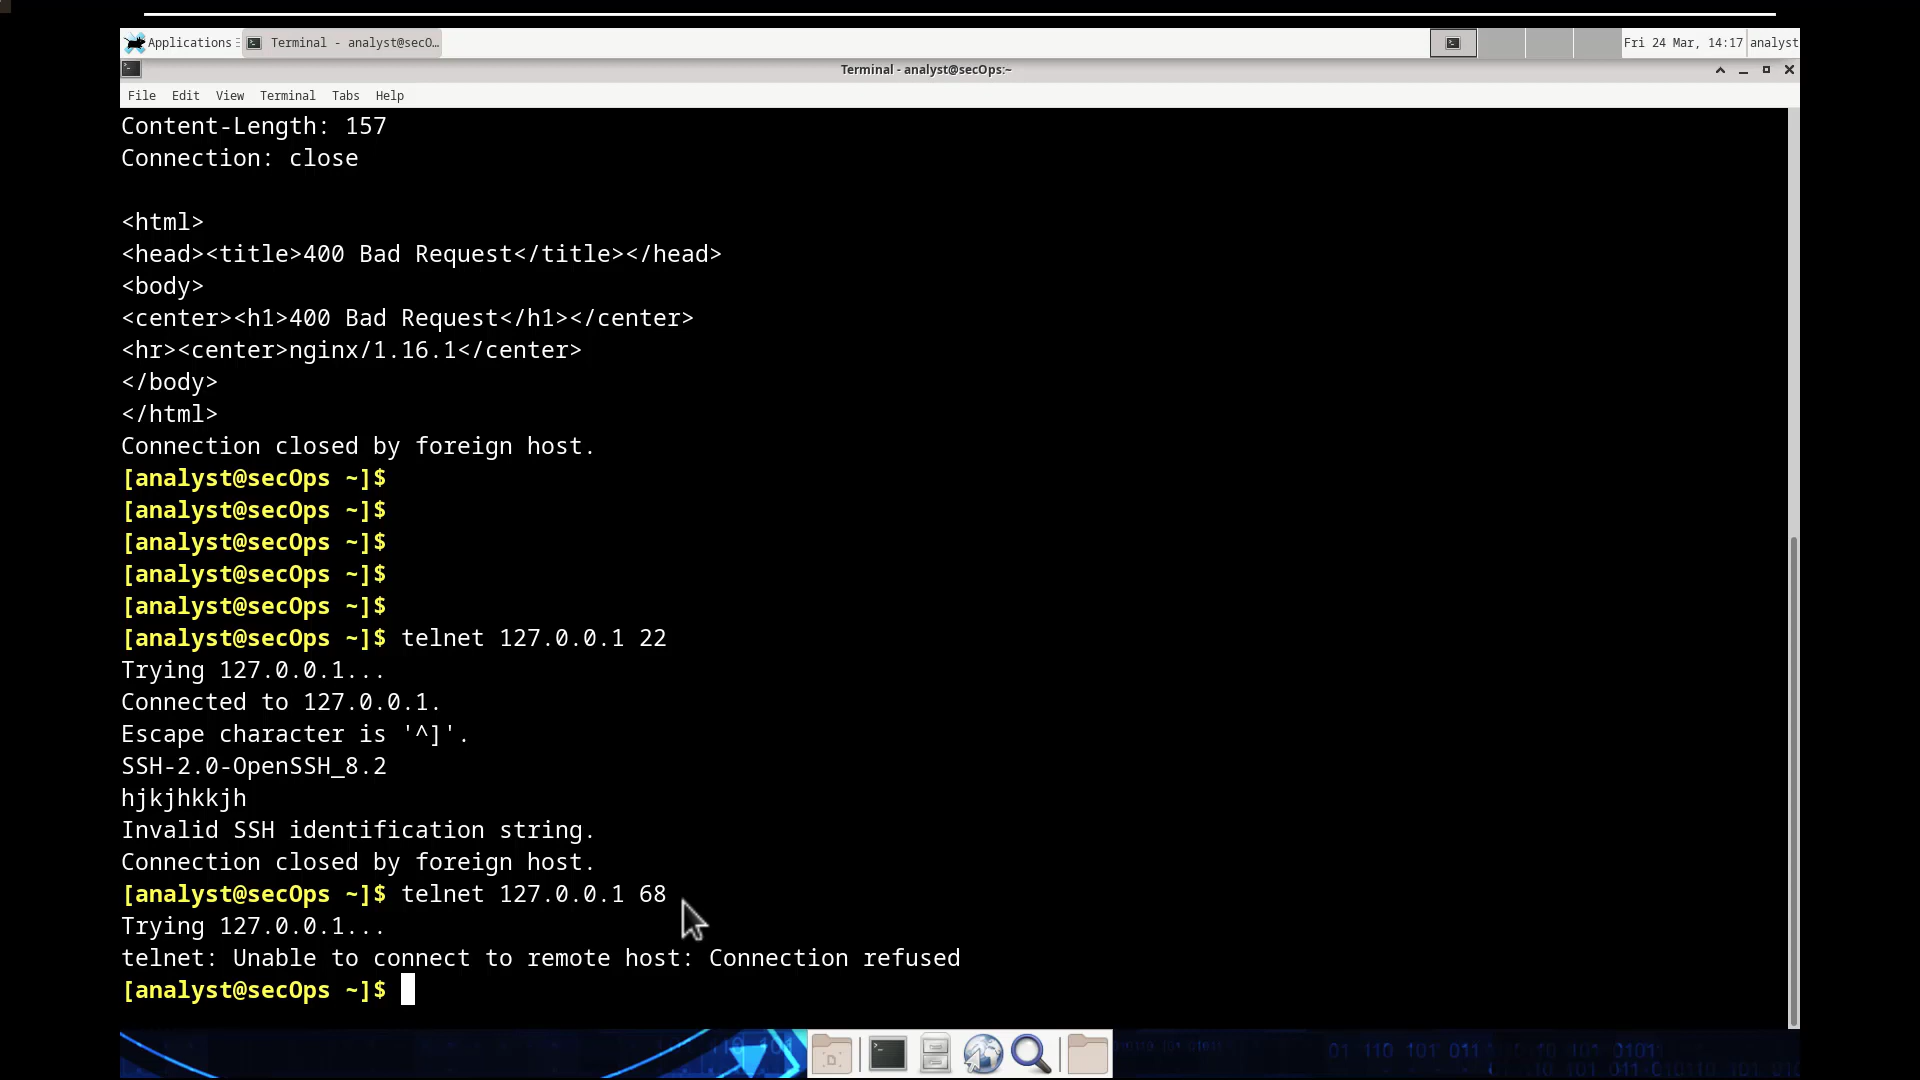 Applications
Terminal - analyst@secO…
Fri 24 Mar, 14:17
analyst
Terminal - analyst@secOps:~
File Edit View Terminal Tabs Help
Content-Length: 157
Connection: close
<html>
<head><title>400 Bad Request</title></head>
<body>
<center><h1>400 Bad Request</h1></center>
<hr><center>nginx/1.16.1</center>
</body>
</html>
Connection closed by foreign host.
[analyst@secOps ~]$
[analyst@secOps ~]$
[analyst@secOps ~]$
[analyst@secOps ~]$
[analyst@secOps ~]$
[analyst@secOps ~]$ telnet 127.0.0.1 22
Trying 127.0.0.1...
Connected to 127.0.0.1.
Escape character is '^]'.
SSH-2.0-OpenSSH_8.2
hjkjhkkjh
Invalid SSH identification string.
Connection closed by foreign host.
[analyst@secOps ~]$ telnet 127.0.0.1 68
Trying 127.0.0.1...
telnet: Unable to connect to remote host: Connection refused
[analyst@secOps ~]$